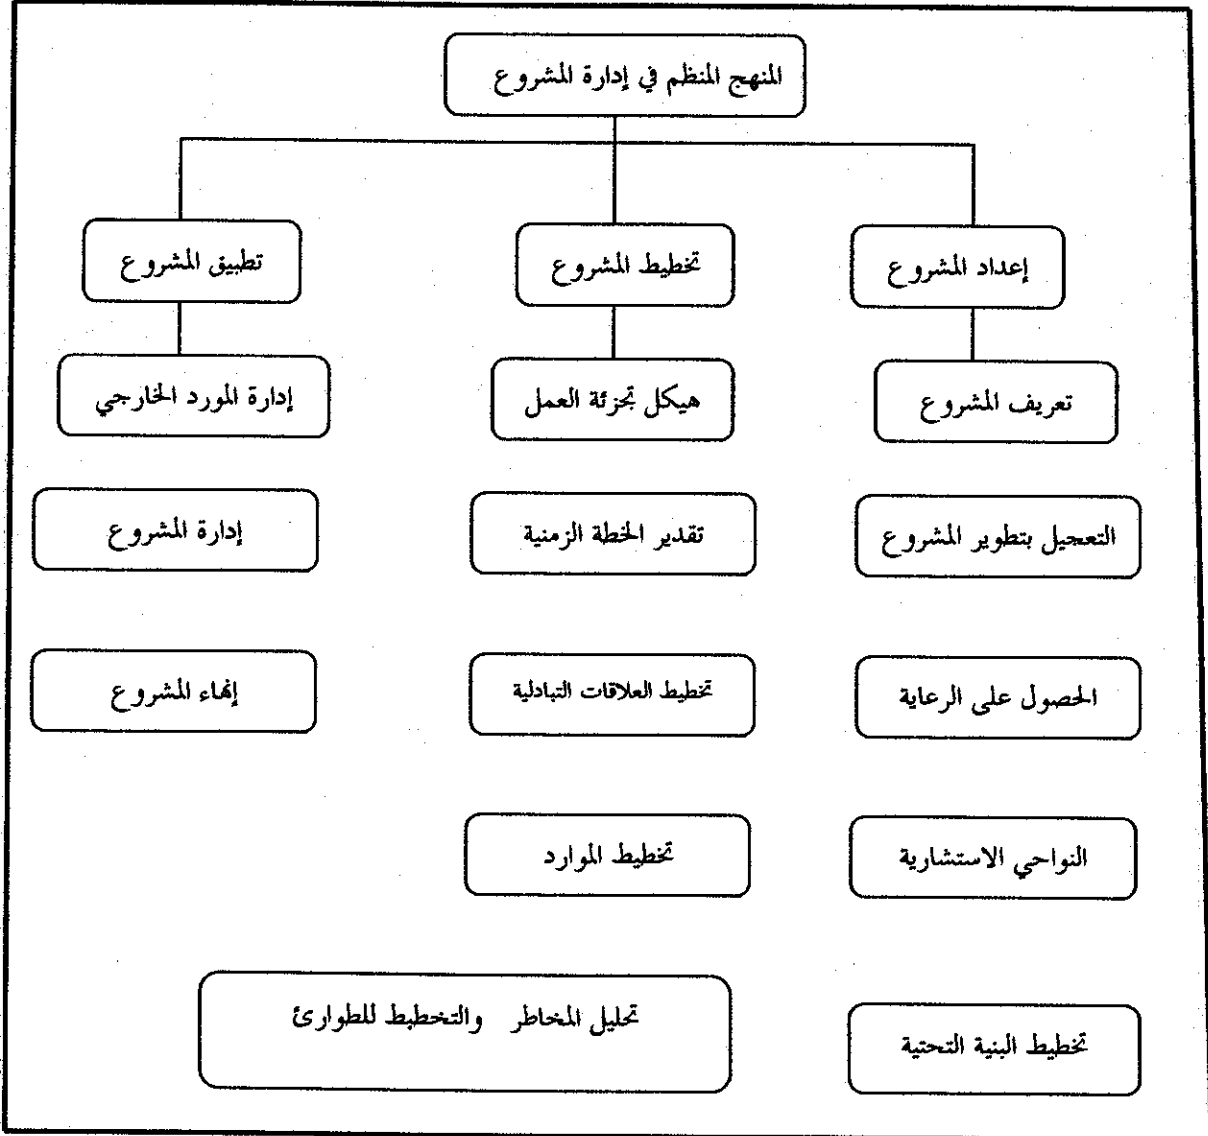 المنهج المنظم في إدارة المشروع
إعداد المشروع
تخطيط المشروع
تطبيق المشروع
تعريف المشروع
هيكل تجزئة العمل
إدارة المورد الخارجي
التعجيل بتطوير المشروع
تقدير الخطة الزمنية
إدارة المشروع
الحصول على الرعاية
تخطيط العلاقات التبادلية
إنهاء المشروع
النواحي الاستشارية
تخطيط الموارد
تخطيط البنية التحتية
تحليل المخاطر والتخطيط للطوارئ